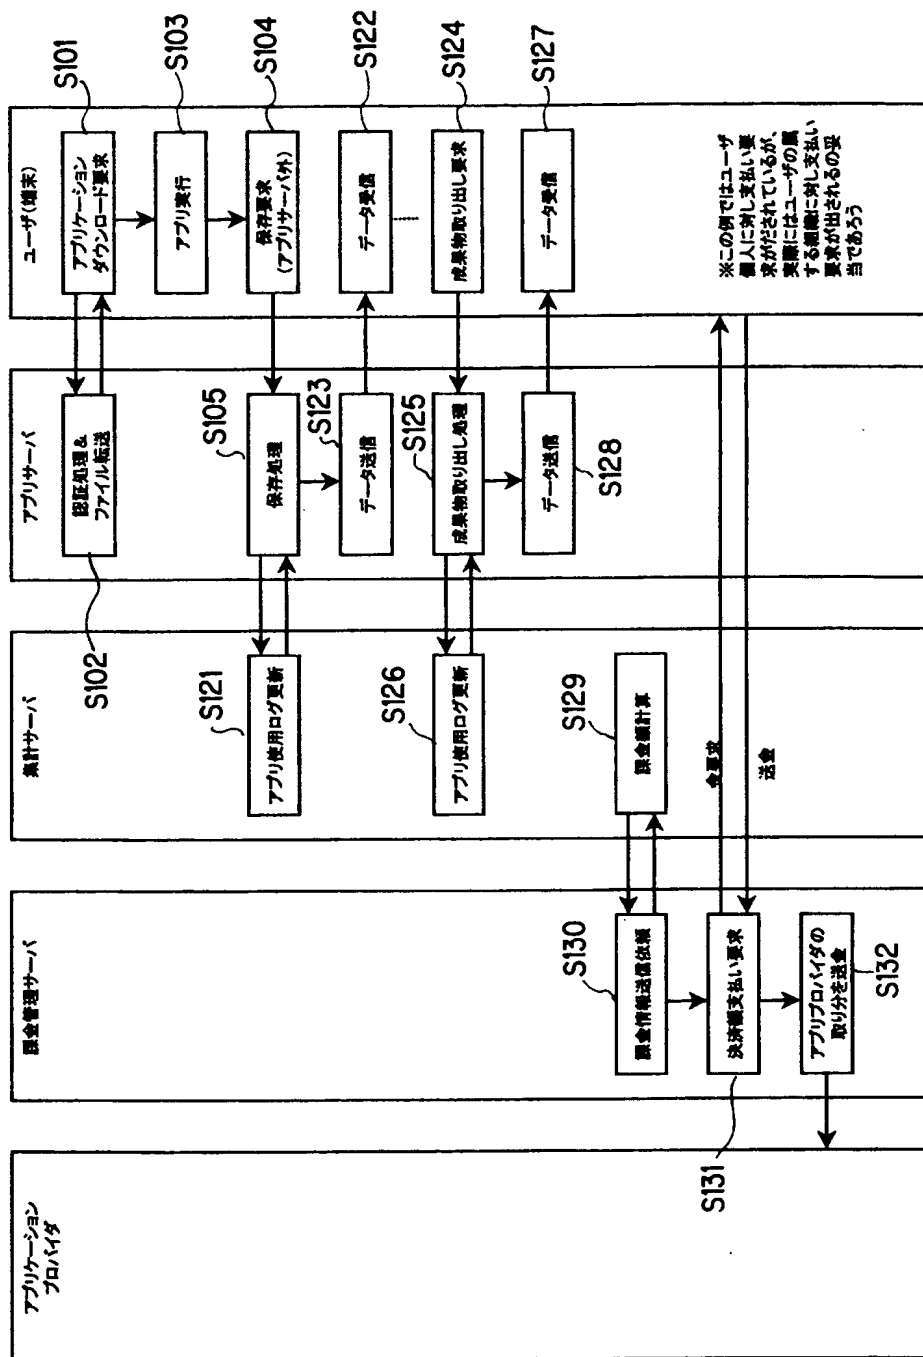 アプリケーション
プロバイダ
課金管理サーバ
集計サーバ
アプリサーバ
ユーザ(端末)
S101
アプリケーション
ダウンロード要求
認証処理&
ファイル転送
S102
S103
アプリ実行
S104
保存要求
(アプリサーバ外)
S105
保存処理
S121
アプリ使用ログ更新
S122
データ受信
S123
データ送信
S124
成果物取り出し要求
S125
成果物取り出し処理
S126
アプリ使用ログ更新
S127
データ受信
データ送信
S128
S129
課金額計算
S130
課金情報送信依頼
決済額支払い要求
S131
金要求
送金
アプリプロバイダの
取り分を送金
S132
※この例ではユーザ
個人に対し支払い要
求がだされているが、
実際にはユーザの属
する組織に対し支払い
要求が出されるの妥
当であろう